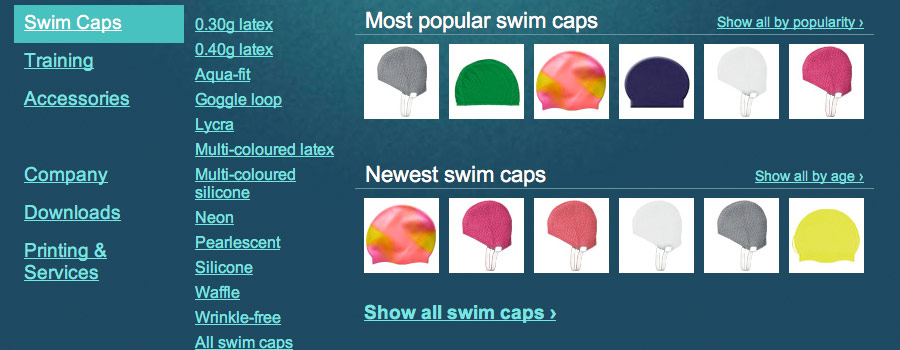 Swim Caps
Training
Accessories
Company
Downloads
Printing &
Services
0.30g latex
0.40g latex
Aqua-fit
Goggle loop
Lycra
Multi-coloured latex
Multi-coloured
silicone
Neon
Pearlescent
Silicone
Waffle
Wrinkle-free
All swim caps
Most popular swim caps
Show all by popularity ›
Newest swim caps
Show all by age ›
Show all swim caps ›